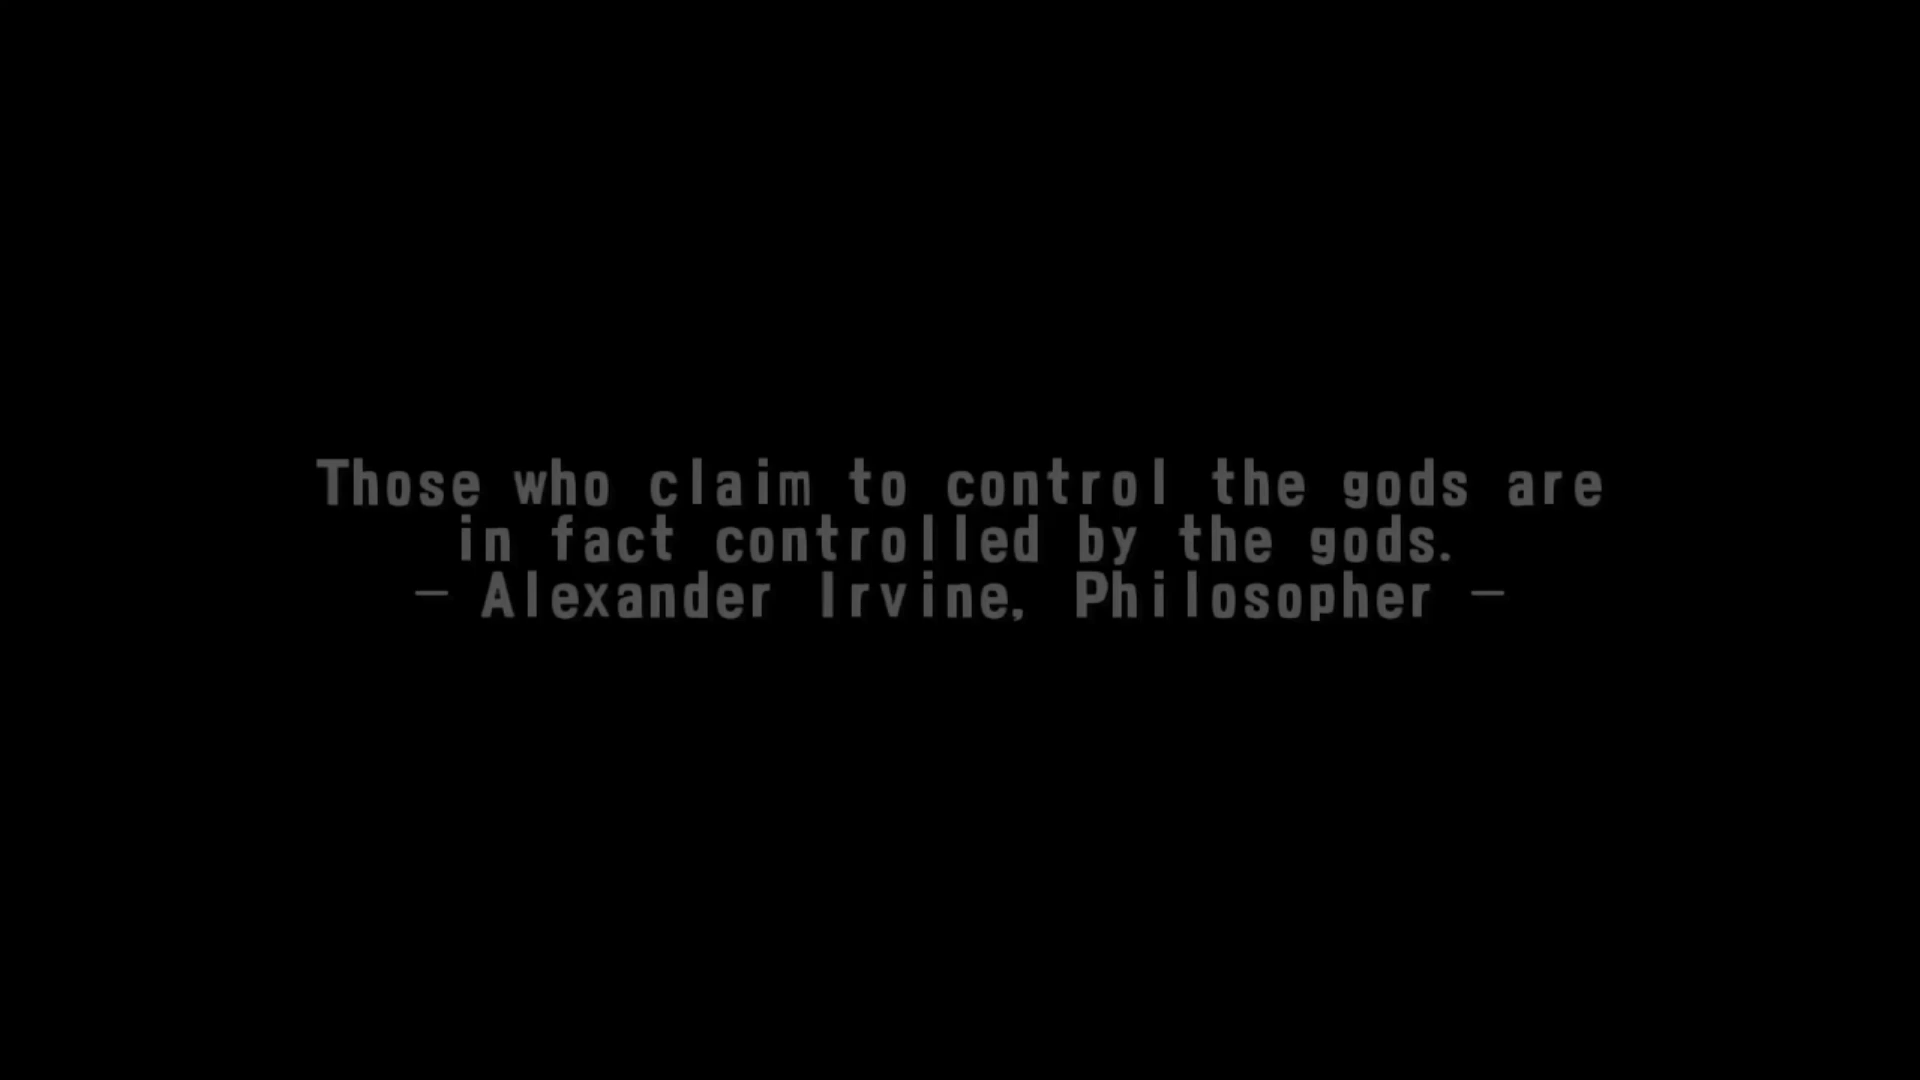 Those who claim to control the gods are
in fact controlled by the gods.
— Alexander Irvine, Philosopher —